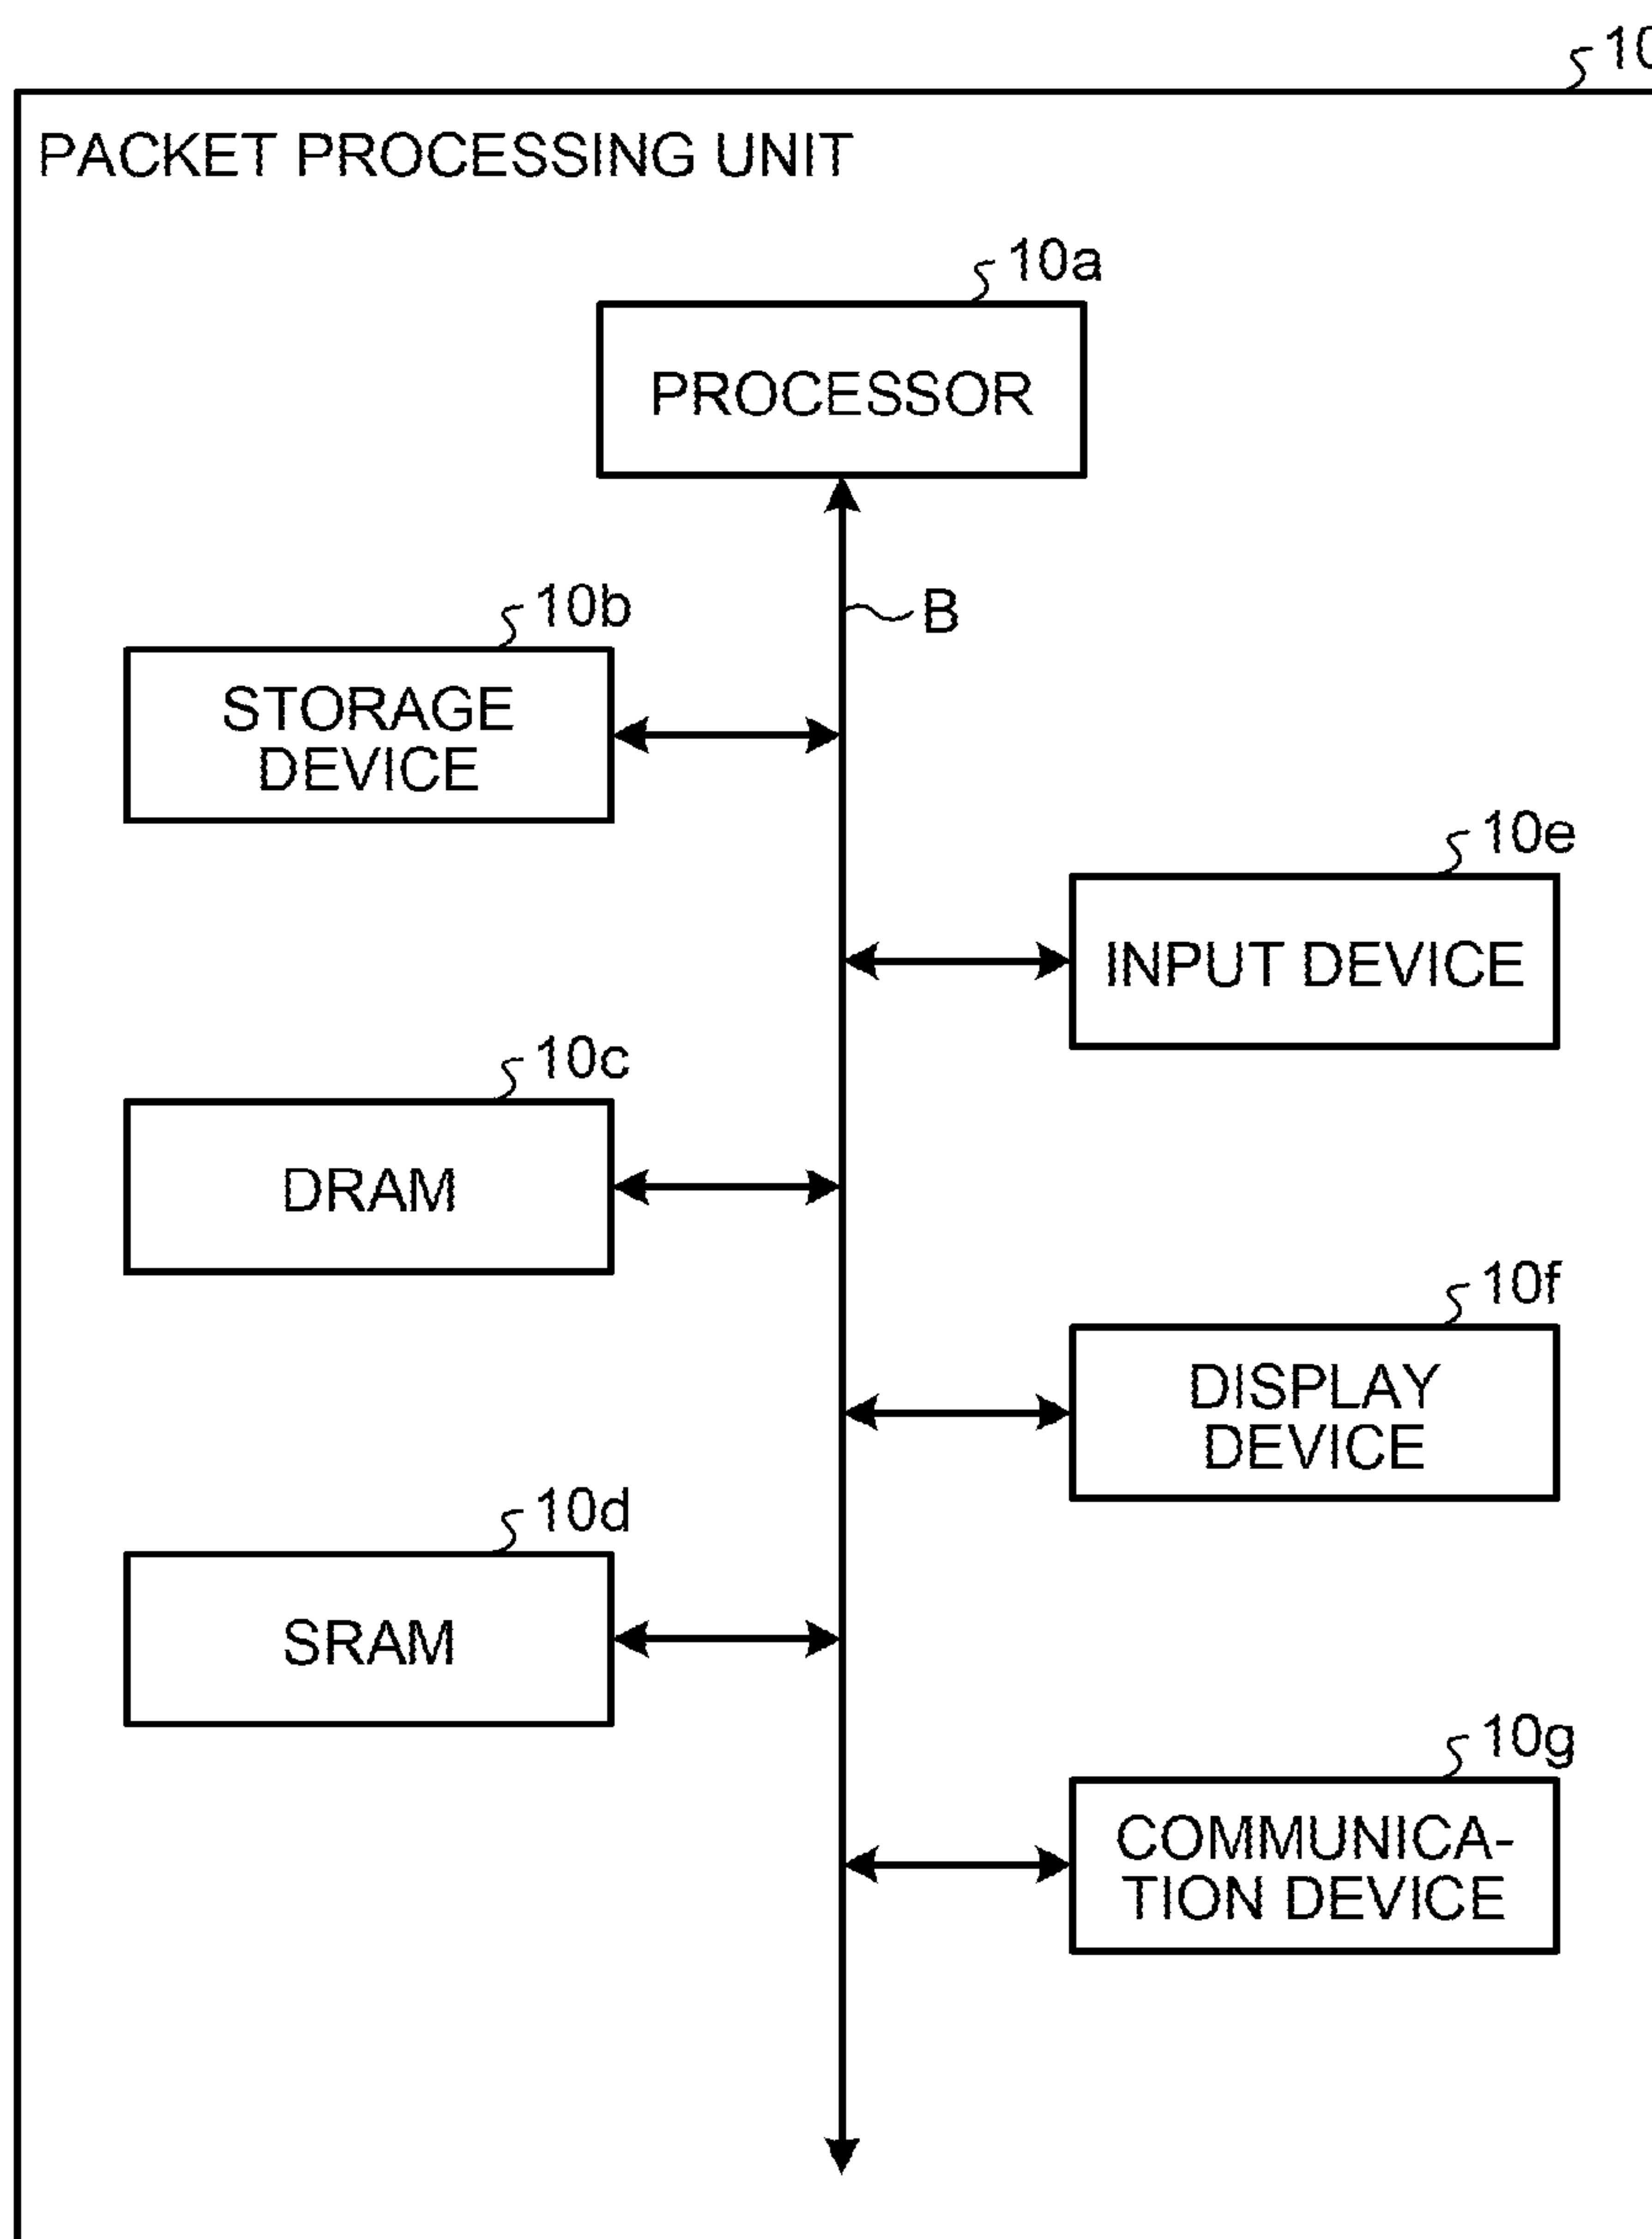 10
PACKET PROCESSING UNIT
10a
PROCESSOR
B
10b
STORAGE
DEVICE
10e
INPUT DEVICE
10c
DRAM
10f
DISPLAY
DEVICE
10d
SRAM
10g
COMMUNICA-
TION DEVICE